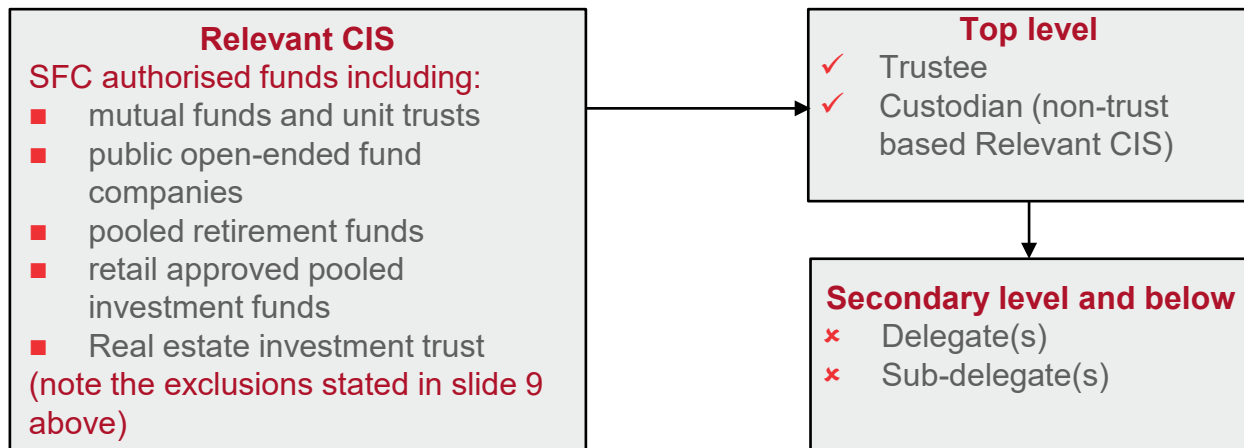 Relevant CIS
SFC authorised funds including:
■ mutual funds and unit trusts
■ public open-ended fund
companies
■ pooled retirement funds
■ retail approved pooled
investment funds
■ Real estate investment trust
(note the exclusions stated in slide 9
above)
Top level
✓ Trustee
✓ Custodian (non-trust
based Relevant CIS)
Secondary level and below
✘ Delegate(s)
✘ Sub-delegate(s)